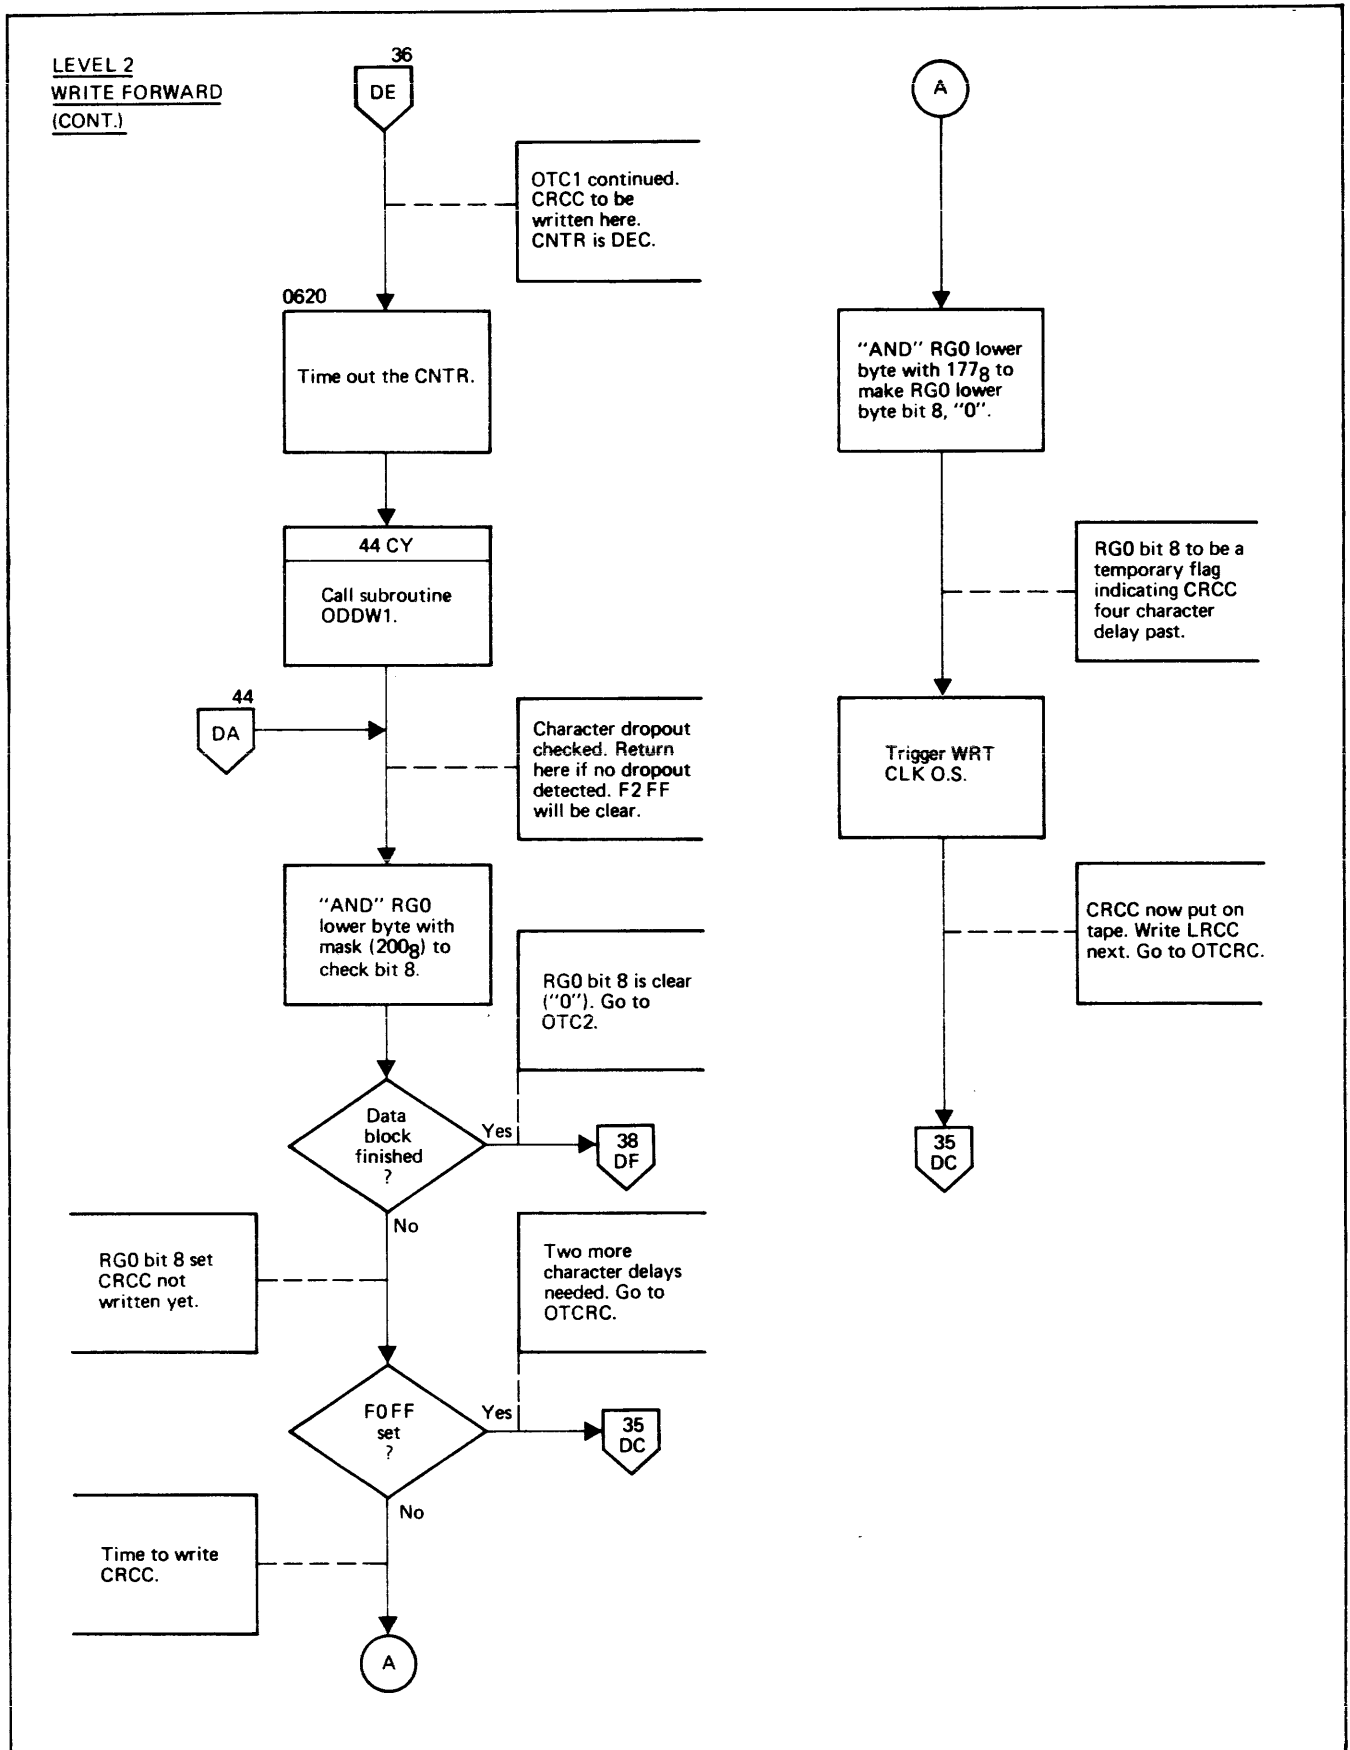 LEVEL 2
WRITE FORWARD
(CONT.)
36
DE
OTC1 continued.
CRCC to be
written here.
CNTR is DEC.
0620
Time out the CNTR.
44 CY
Call subroutine
ODDW1.
44
DA
Character dropout
checked. Return
here if no dropout
detected. F2 FF
will be clear.
"AND" RG0
lower byte with
mask (200₈) to
check bit 8.
RG0 bit 8 is clear
("0"). Go to
OTC2.
Data
block
finished
?
Yes
38
DF
No
RG0 bit 8 set
CRCC not
written yet.
Two more
character delays
needed. Go to
OTCRC.
F0 FF
set
?
Yes
35
DC
No
Time to write
CRCC.
A
A
"AND" RG0 lower
byte with 177₈ to
make RG0 lower
byte bit 8, "0".
RG0 bit 8 to be a
temporary flag
indicating CRCC
four character
delay past.
Trigger WRT
CLK O.S.
CRCC now put on
tape. Write LRCC
next. Go to OTCRC.
35
DC